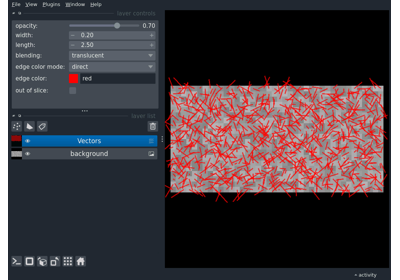 File View Plugins Window Help
layer controls
opacity: 0.70
width: 0.20
length: 2.50
blending: translucent
edge color mode: direct
edge color: red
out of slice:
layer list
Vectors
background
activity